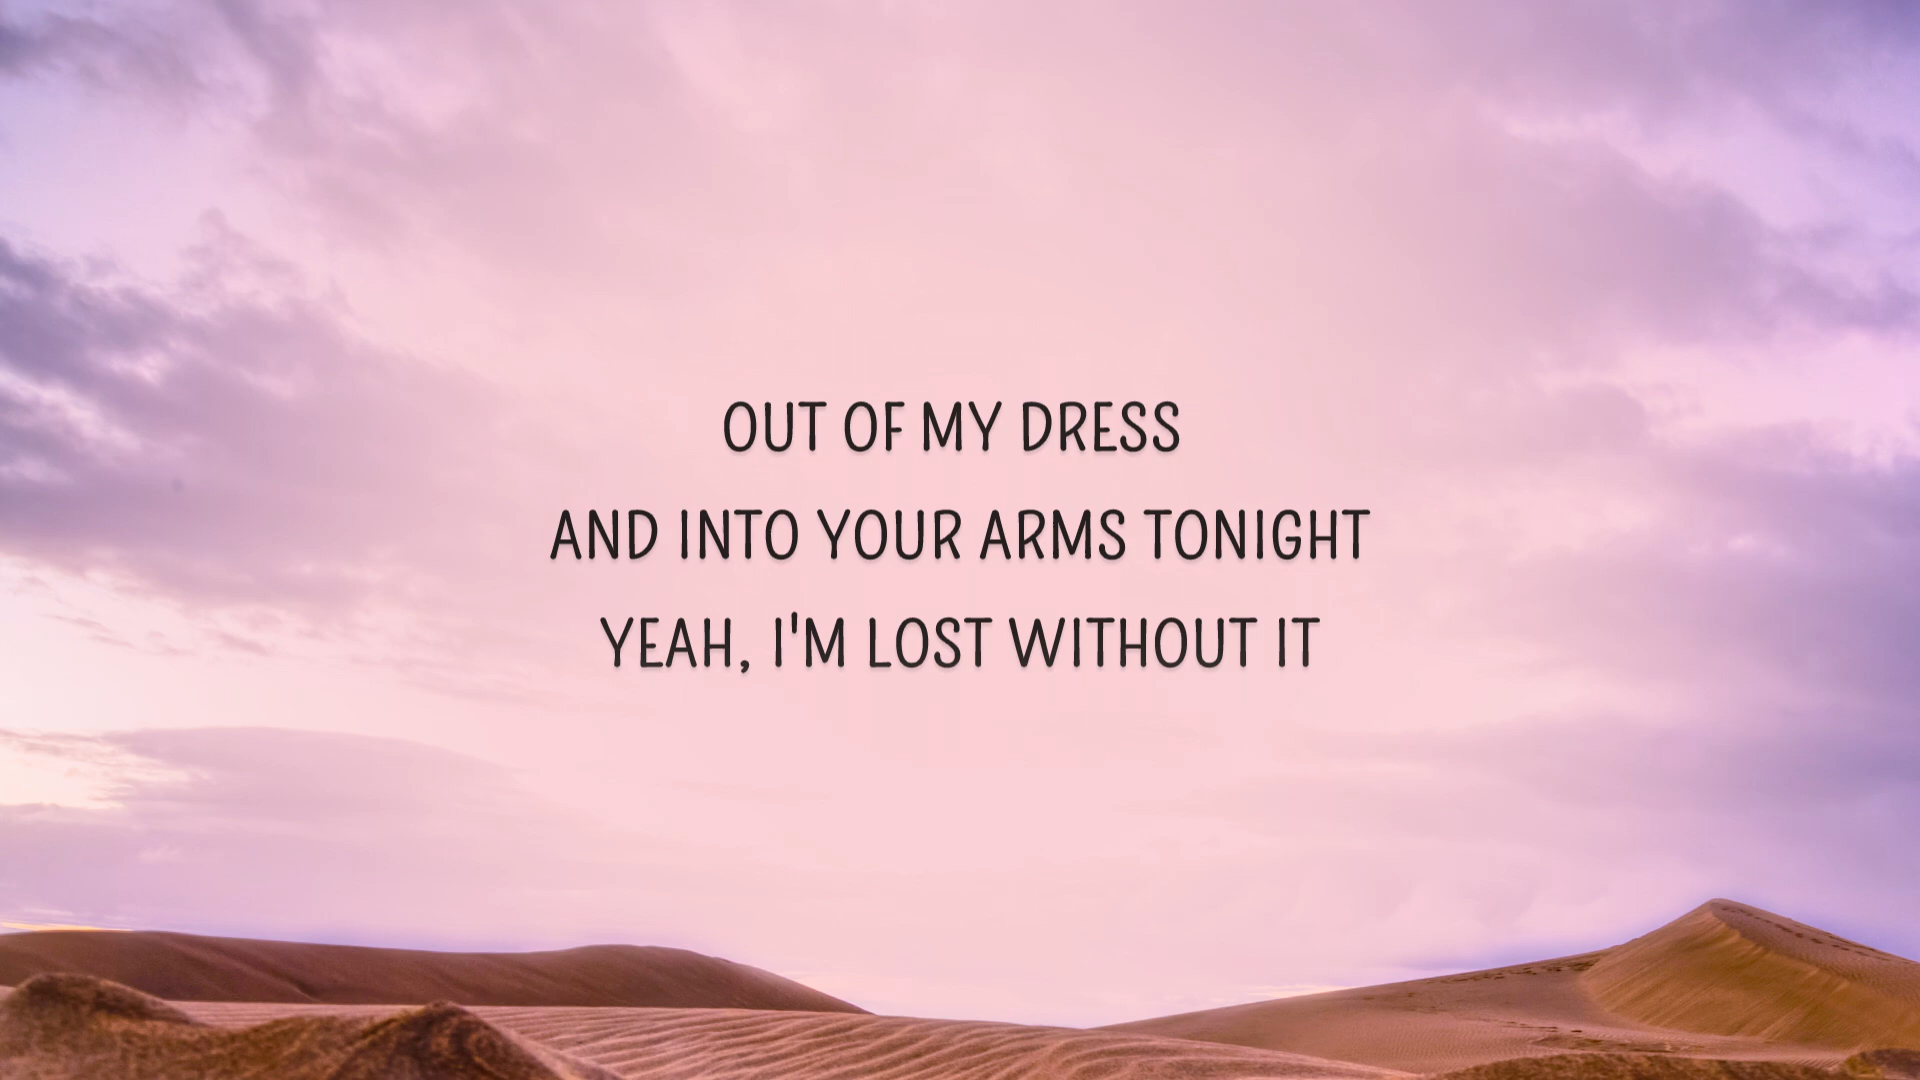 OUT OF MY DRESS
AND INTO YOUR ARMS TONIGHT
YEAH, I'M LOST WITHOUT IT